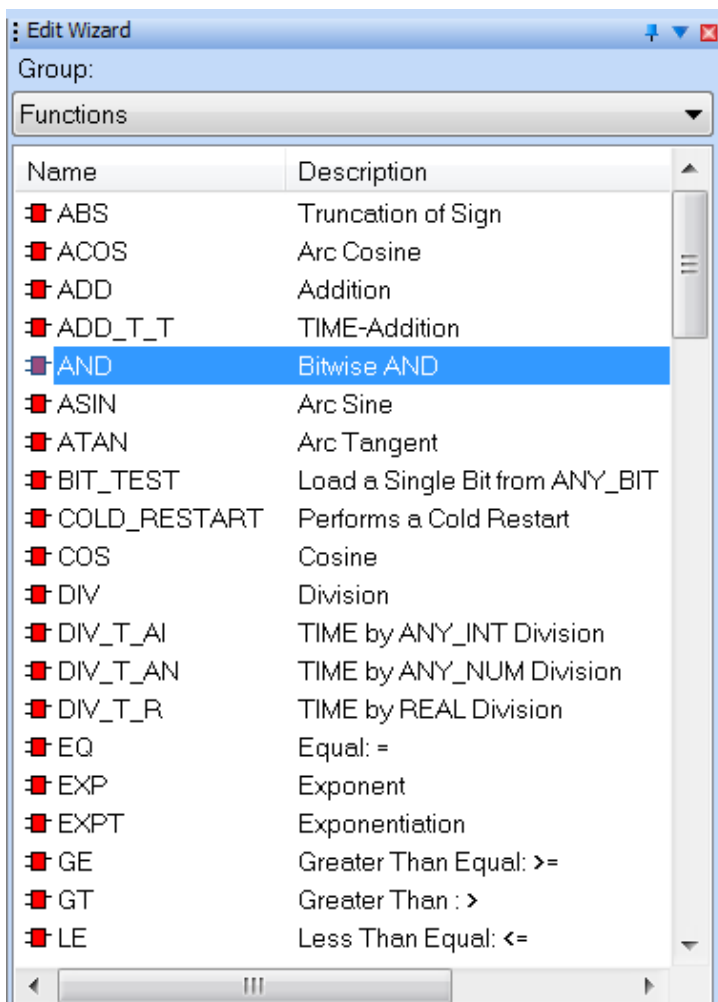 Edit Wizard
Group:
Functions
Name Description
ABS Truncation of Sign
ACOS Arc Cosine
ADD Addition
ADD_T_T TIME-Addition
AND Bitwise AND
ASIN Arc Sine
ATAN Arc Tangent
BIT_TEST Load a Single Bit from ANY_BIT
COLD_RESTART Performs a Cold Restart
COS Cosine
DIV Division
DIV_T_AI TIME by ANY_INT Division
DIV_T_AN TIME by ANY_NUM Division
DIV_T_R TIME by REAL Division
EQ Equal: =
EXP Exponent
EXPT Exponentiation
GE Greater Than Equal: >=
GT Greater Than : >
LE Less Than Equal: <=